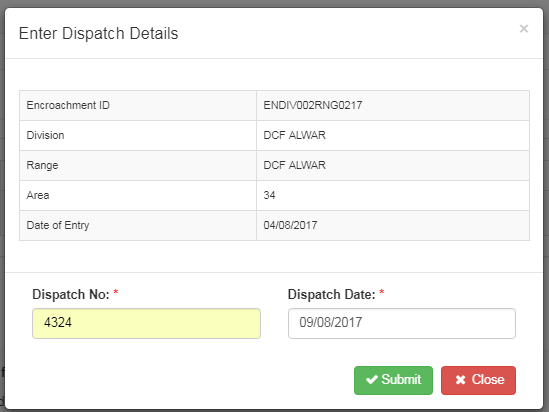 Enter Dispatch Details ×
Encroachment ID ENDIV002RNG0217
Division DCF ALWAR
Range DCF ALWAR
Area 34
Date of Entry 04/08/2017
Dispatch No: * Dispatch Date: *
4324 09/08/2017
Submit Close